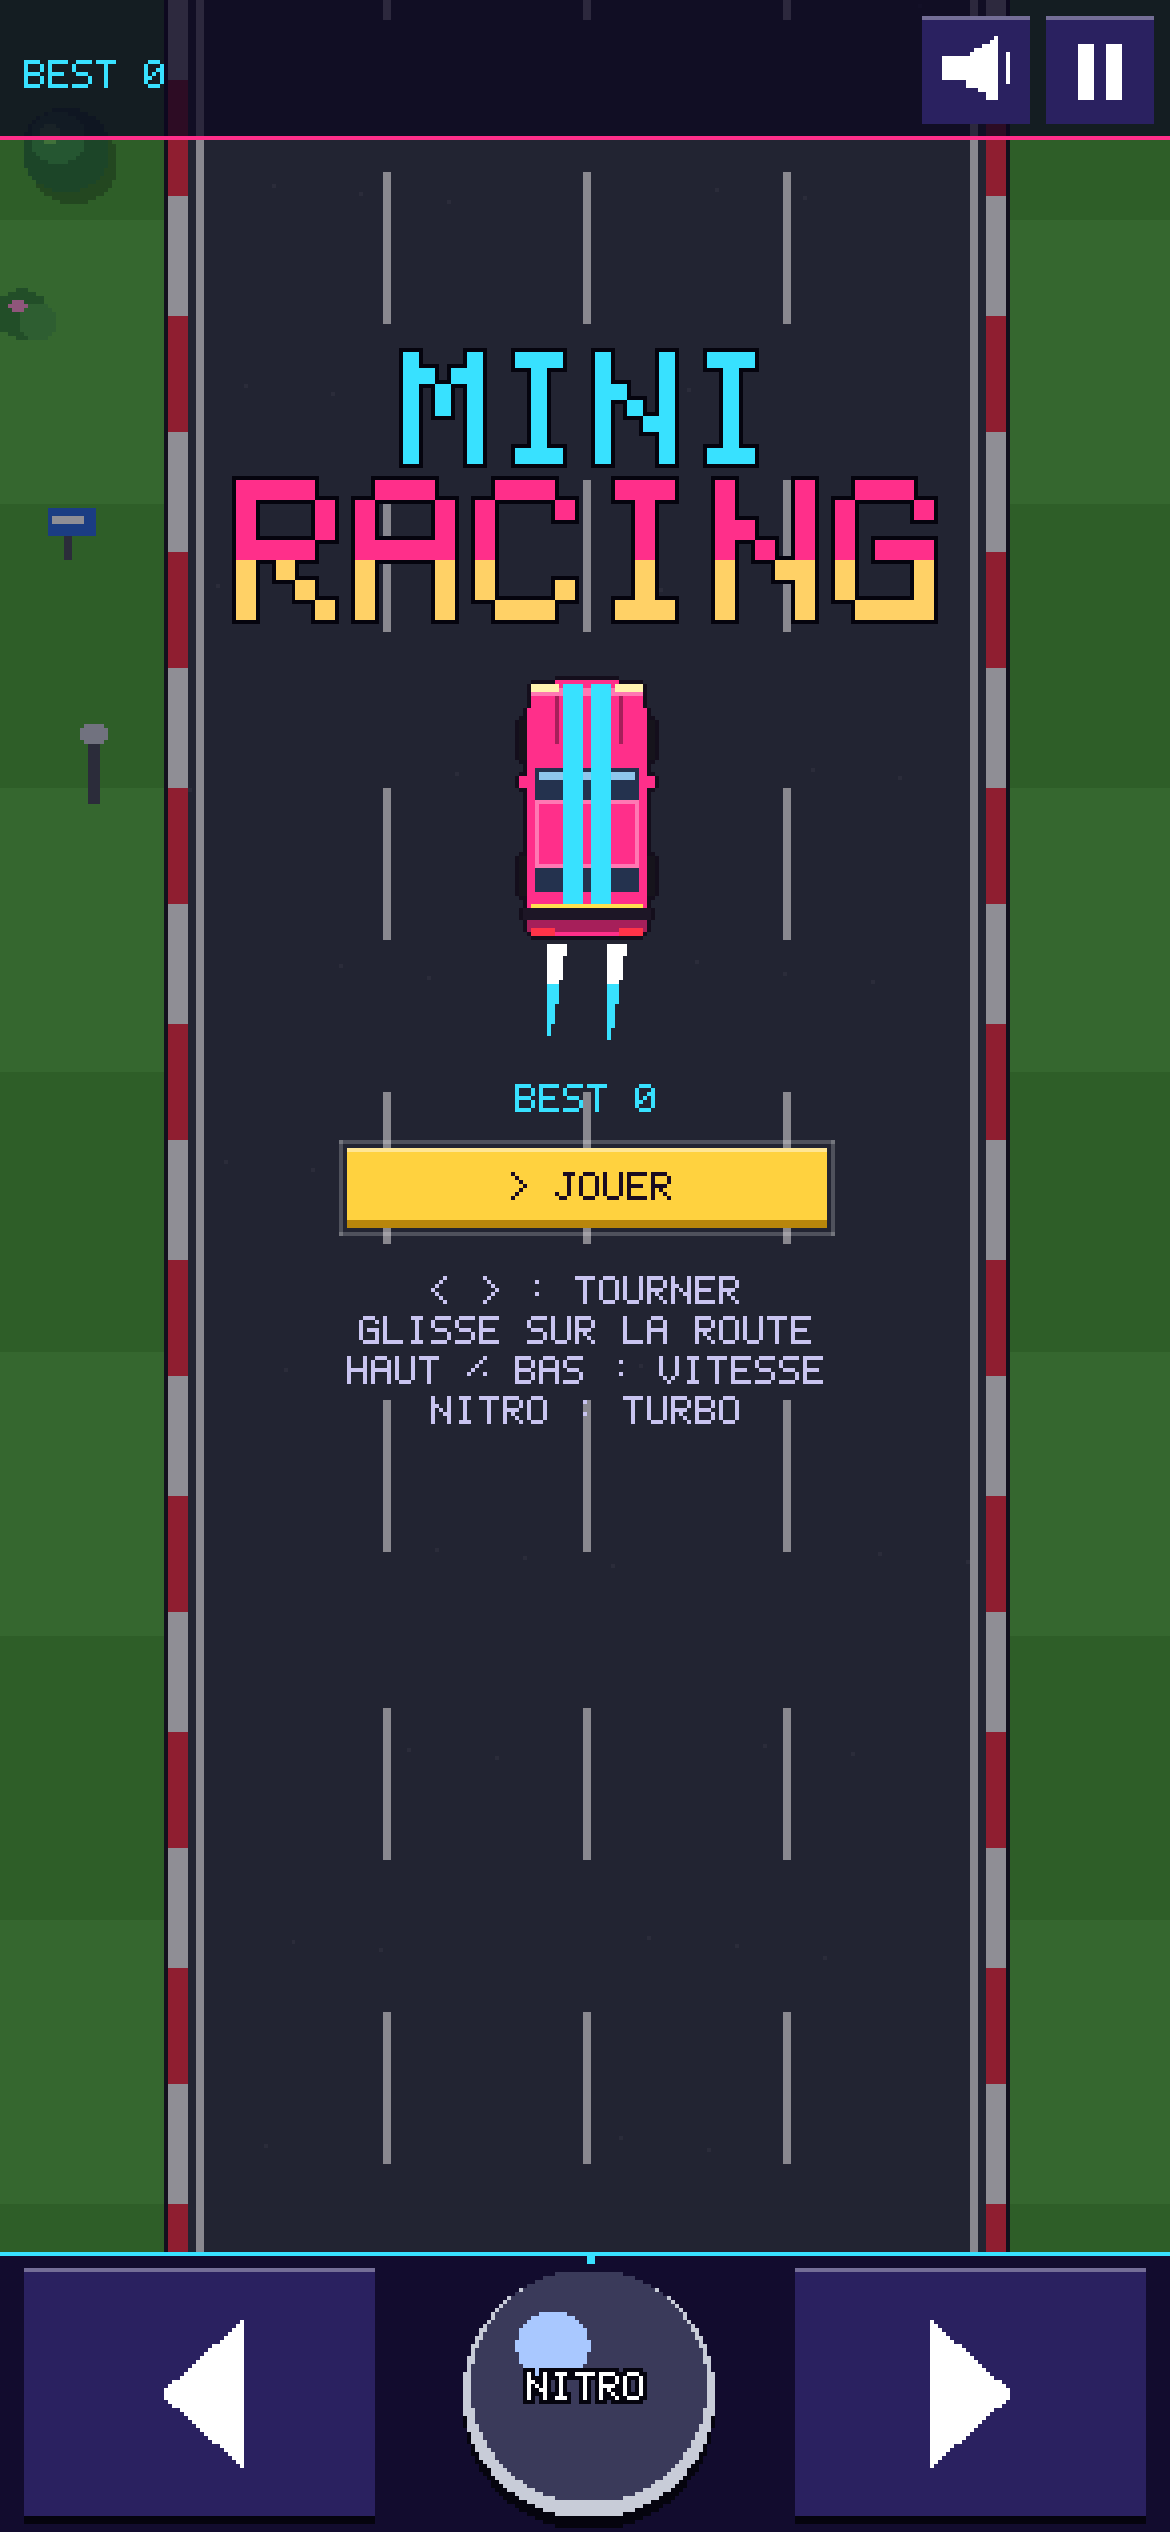 BEST 0
MINI
RACING
BEST 0
> JOUER
< > : TOURNER
GLISSE SUR LA ROUTE
HAUT / BAS : VITESSE
NITRO : TURBO
NITRO